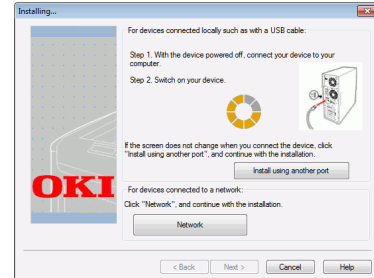 Installing...
For devices connected locally such as with a USB cable:
Step 1. With the device powered off, connect your device to your
computer.
Step 2. Switch on your device.
If the screen does not change when you connect the device, click
"Install using another port", and continue with the installation.
Install using another port
OKI
For devices connected to a network:
Click "Network", and continue with the installation.
Network
< Back
Next >
Cancel
Help